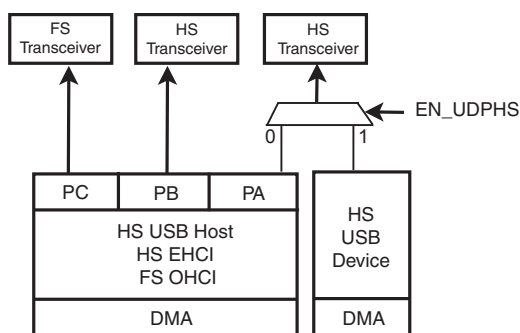 FS
Transceiver
HS
Transceiver
HS
Transceiver
EN_UDPHS
0
1
PC
PB
PA
HS USB Host
HS EHCI
FS OHCI
DMA
HS
USB
Device
DMA